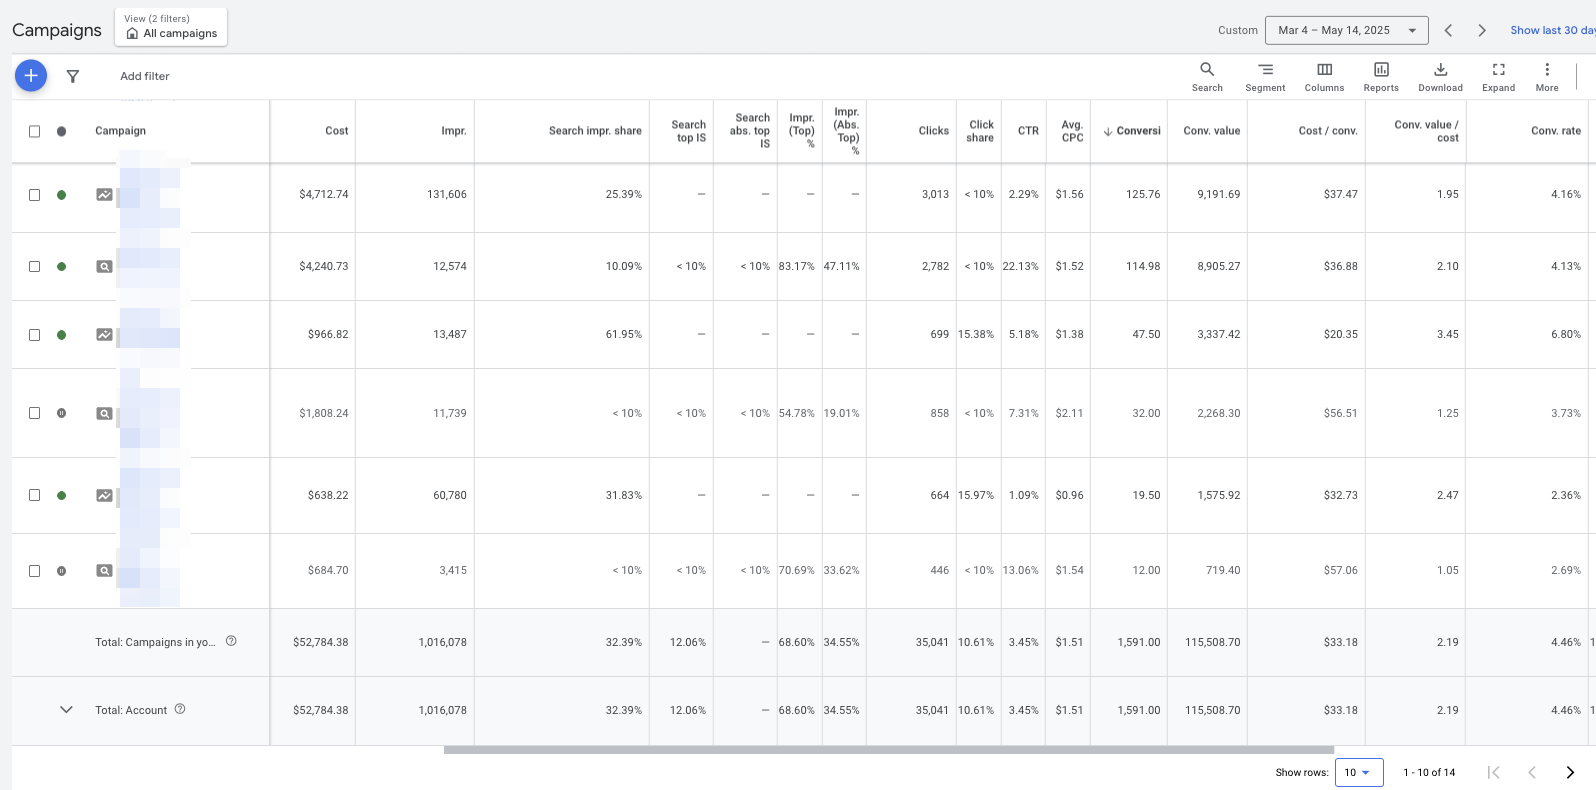 Campaigns
View (2 filters)
All campaigns
Custom
Mar 4 – May 14, 2025
Show last 30 da
Add filter
Search
Segment
Columns
Reports
Download
Expand
More
Campaign Cost Impr. Search impr. share Search top IS Search abs. top IS Impr. (Top) % Impr. (Abs. Top) % Clicks Click share CTR Avg. CPC Conversi Conv. value Cost / conv. Conv. value / cost Conv. rate
$4,712.74 131,606 25.39% — — — — 3,013 < 10% 2.29% $1.56 125.76 9,191.69 $37.47 1.95 4.16%
$4,240.73 12,574 10.09% < 10% < 10% 83.17% 47.11% 2,782 < 10% 22.13% $1.52 114.98 8,905.27 $36.88 2.10 4.13%
$966.82 13,487 61.95% — — — — 699 15.38% 5.18% $1.38 47.50 3,337.42 $20.35 3.45 6.80%
$1,808.24 11,739 < 10% < 10% < 10% 54.78% 19.01% 858 < 10% 7.31% $2.11 32.00 2,268.30 $56.51 1.25 3.73%
$638.22 60,780 31.83% — — — — 664 15.97% 1.09% $0.96 19.50 1,575.92 $32.73 2.47 2.36%
$684.70 3,415 < 10% < 10% < 10% 70.69% 33.62% 446 < 10% 13.06% $1.54 12.00 719.40 $57.06 1.05 2.69%
Total: Campaigns in yo... $52,784.38 1,016,078 32.39% 12.06% — 68.60% 34.55% 35,041 10.61% 3.45% $1.51 1,591.00 115,508.70 $33.18 2.19 4.46% 1
Total: Account $52,784.38 1,016,078 32.39% 12.06% — 68.60% 34.55% 35,041 10.61% 3.45% $1.51 1,591.00 115,508.70 $33.18 2.19 4.46% 1
Show rows: 10 1 - 10 of 14